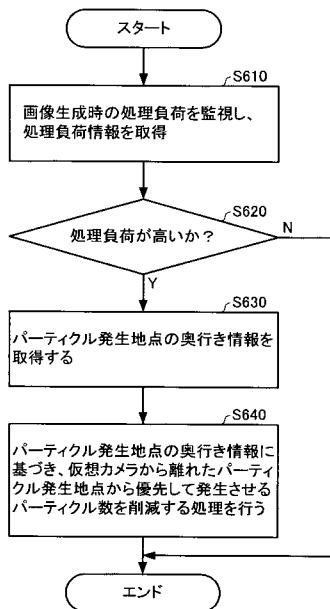 スタート
S610
画像生成時の処理負荷を監視し、
処理負荷情報を取得
S620
処理負荷が高いか？
N
Y
S630
パーティクル発生地点の奥行き情報を
取得する
S640
パーティクル発生地点の奥行き情報に
基づき、仮想カメラから離れたパーティ
クル発生地点から優先して発生させる
パーティクル数を削減する処理を行う
エンド